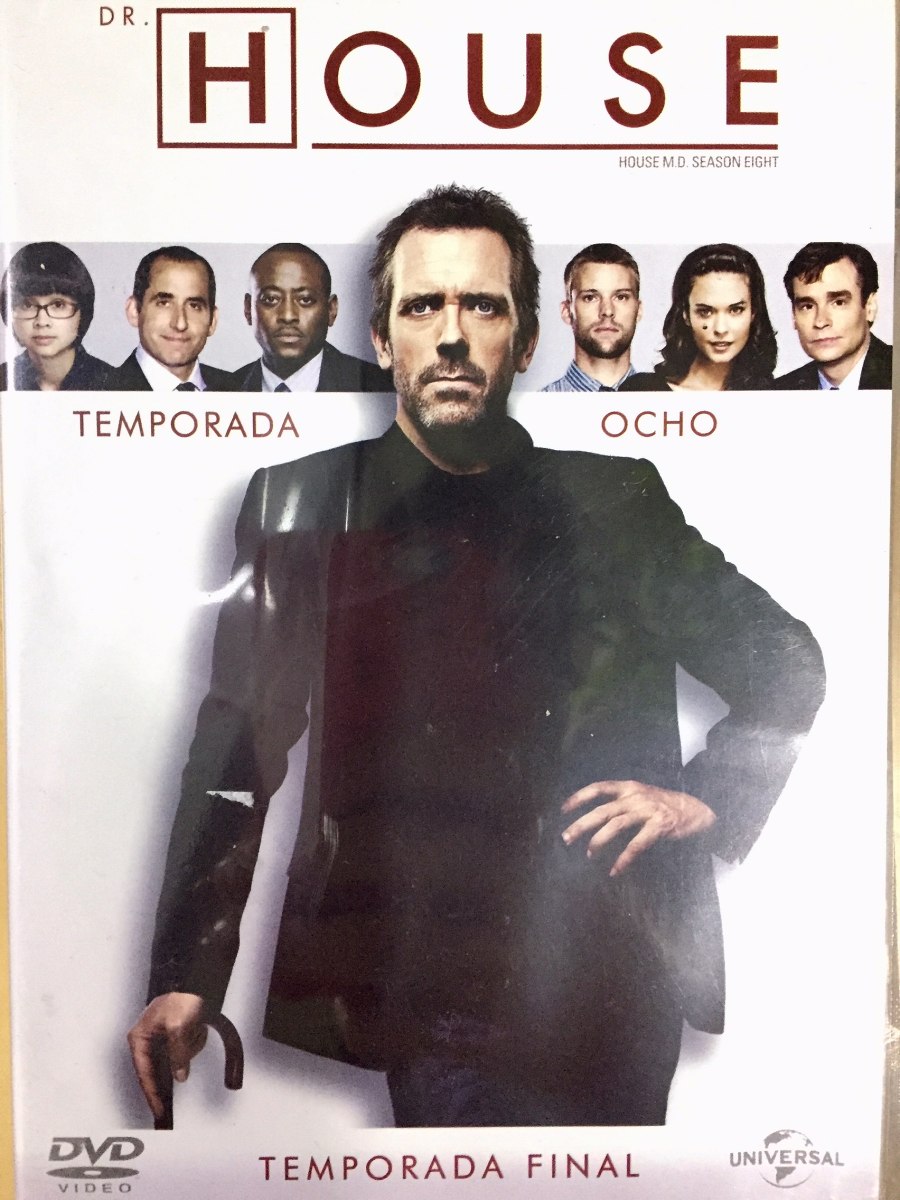 DR. HOUSE
HOUSE M.D. SEASON EIGHT
TEMPORADA OCHO
TEMPORADA FINAL
DVD
VIDEO
UNIVERSAL